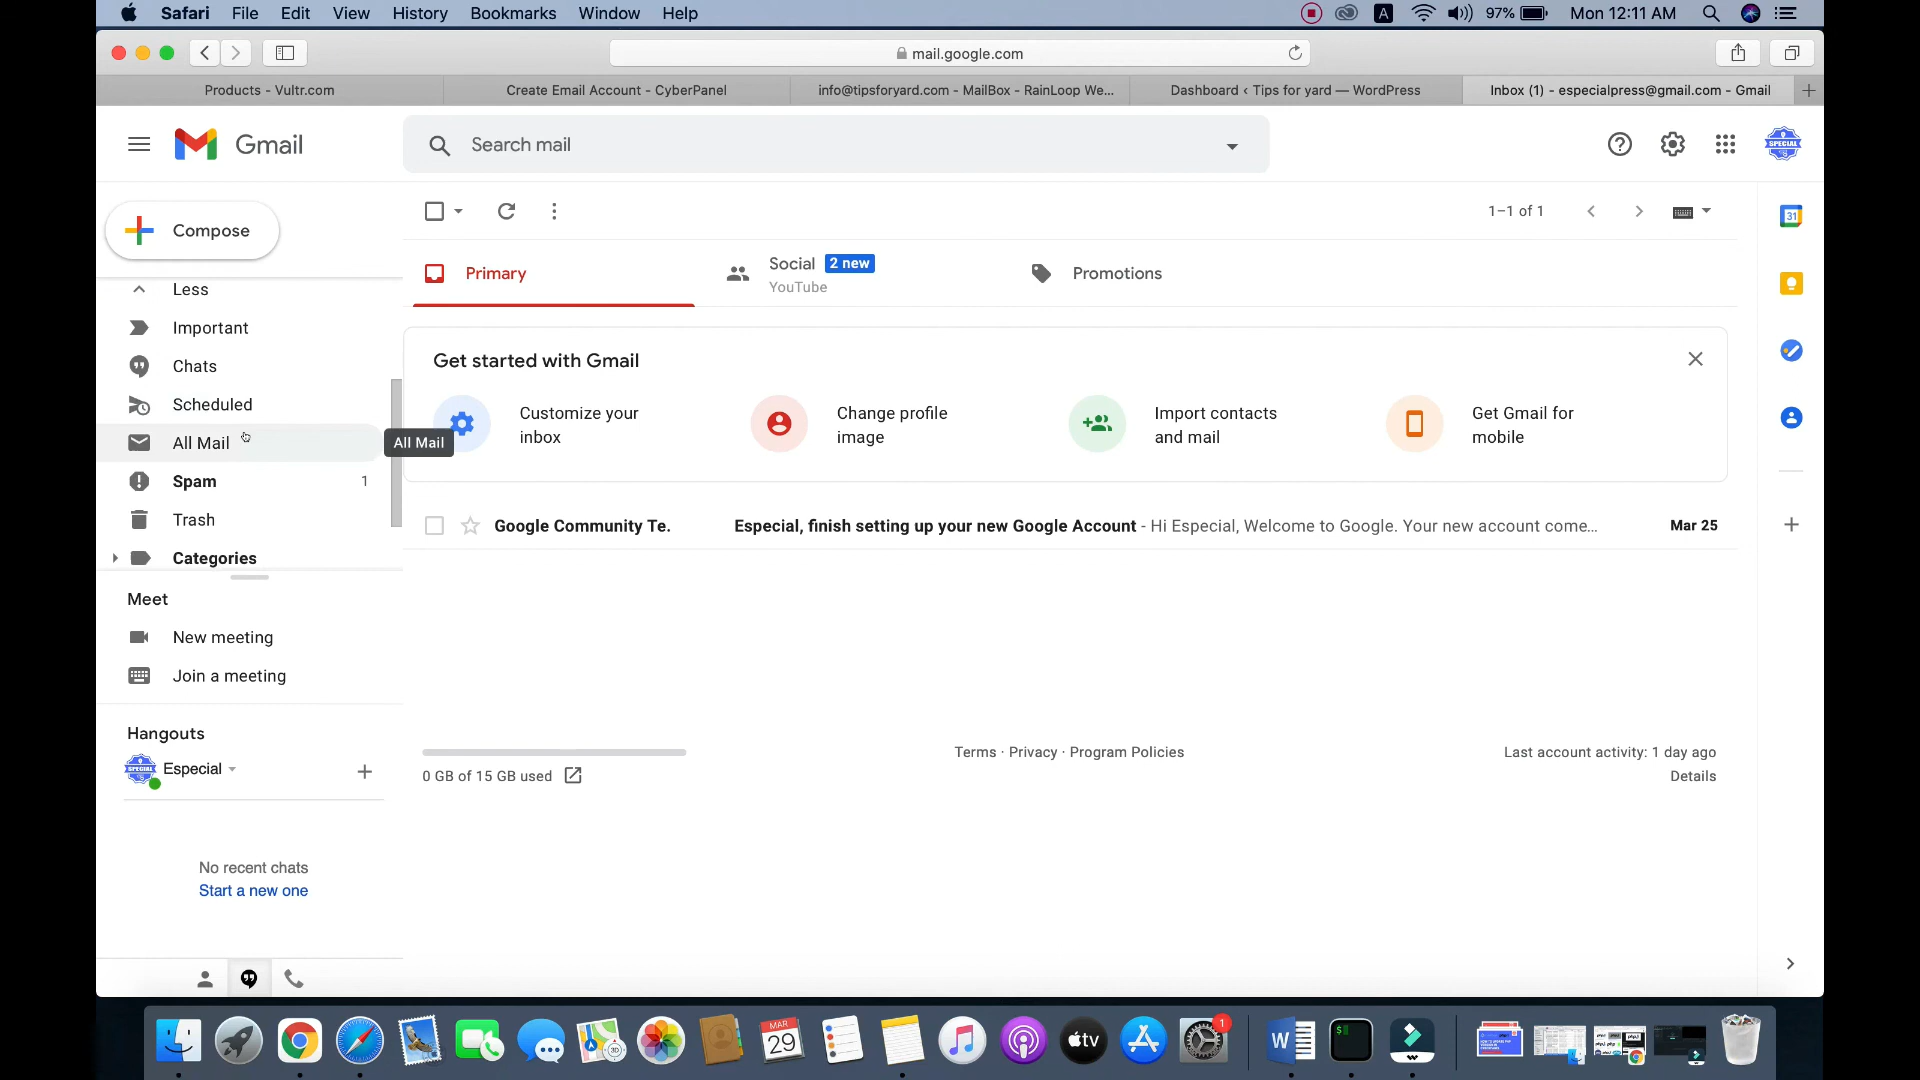 Safari File Edit View History Bookmarks Window Help
A 97% Mon 12:11 AM
mail.google.com
Products - Vultr.com
Create Email Account - CyberPanel
info@tipsforyard.com - MailBox - RainLoop We...
Dashboard ‹ Tips for yard — WordPress
Inbox (1) - especialpress@gmail.com - Gmail
Gmail
Search mail
SPECIAL
Compose
1–1 of 1
31
Less
Important
Chats
Scheduled
All Mail
All Mail
Spam 1
Trash
Categories
Primary
Social 2 new
YouTube
Promotions
Get started with Gmail
Customize your
inbox
Change profile
image
Import contacts
and mail
Get Gmail for
mobile
Google Community Te. Especial, finish setting up your new Google Account - Hi Especial, Welcome to Google. Your new account come... Mar 25
Meet
New meeting
Join a meeting
Hangouts
Especial
No recent chats
Start a new one
0 GB of 15 GB used
Terms · Privacy · Program Policies
Last account activity: 1 day ago
Details
MAR
29
3D
tv
1
W
$